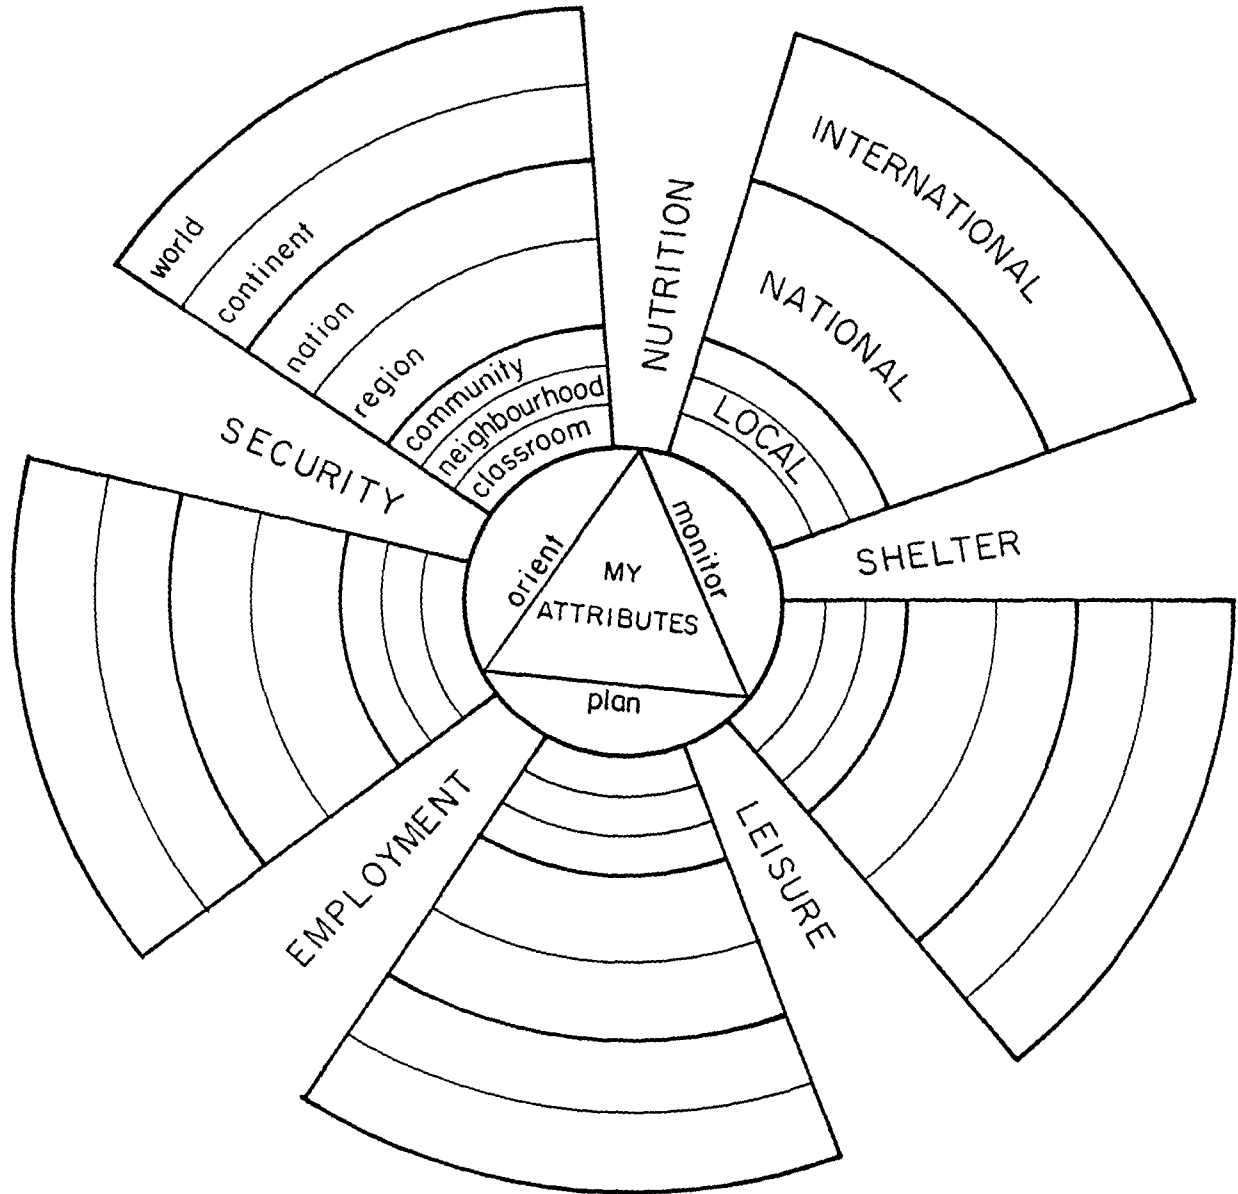 world
continent
nation
region
community
neighbourhood
classroom
NUTRITION
INTERNATIONAL
NATIONAL
LOCAL
SECURITY
SHELTER
orient
monitor
MY
ATTRIBUTES
plan
EMPLOYMENT
LEISURE